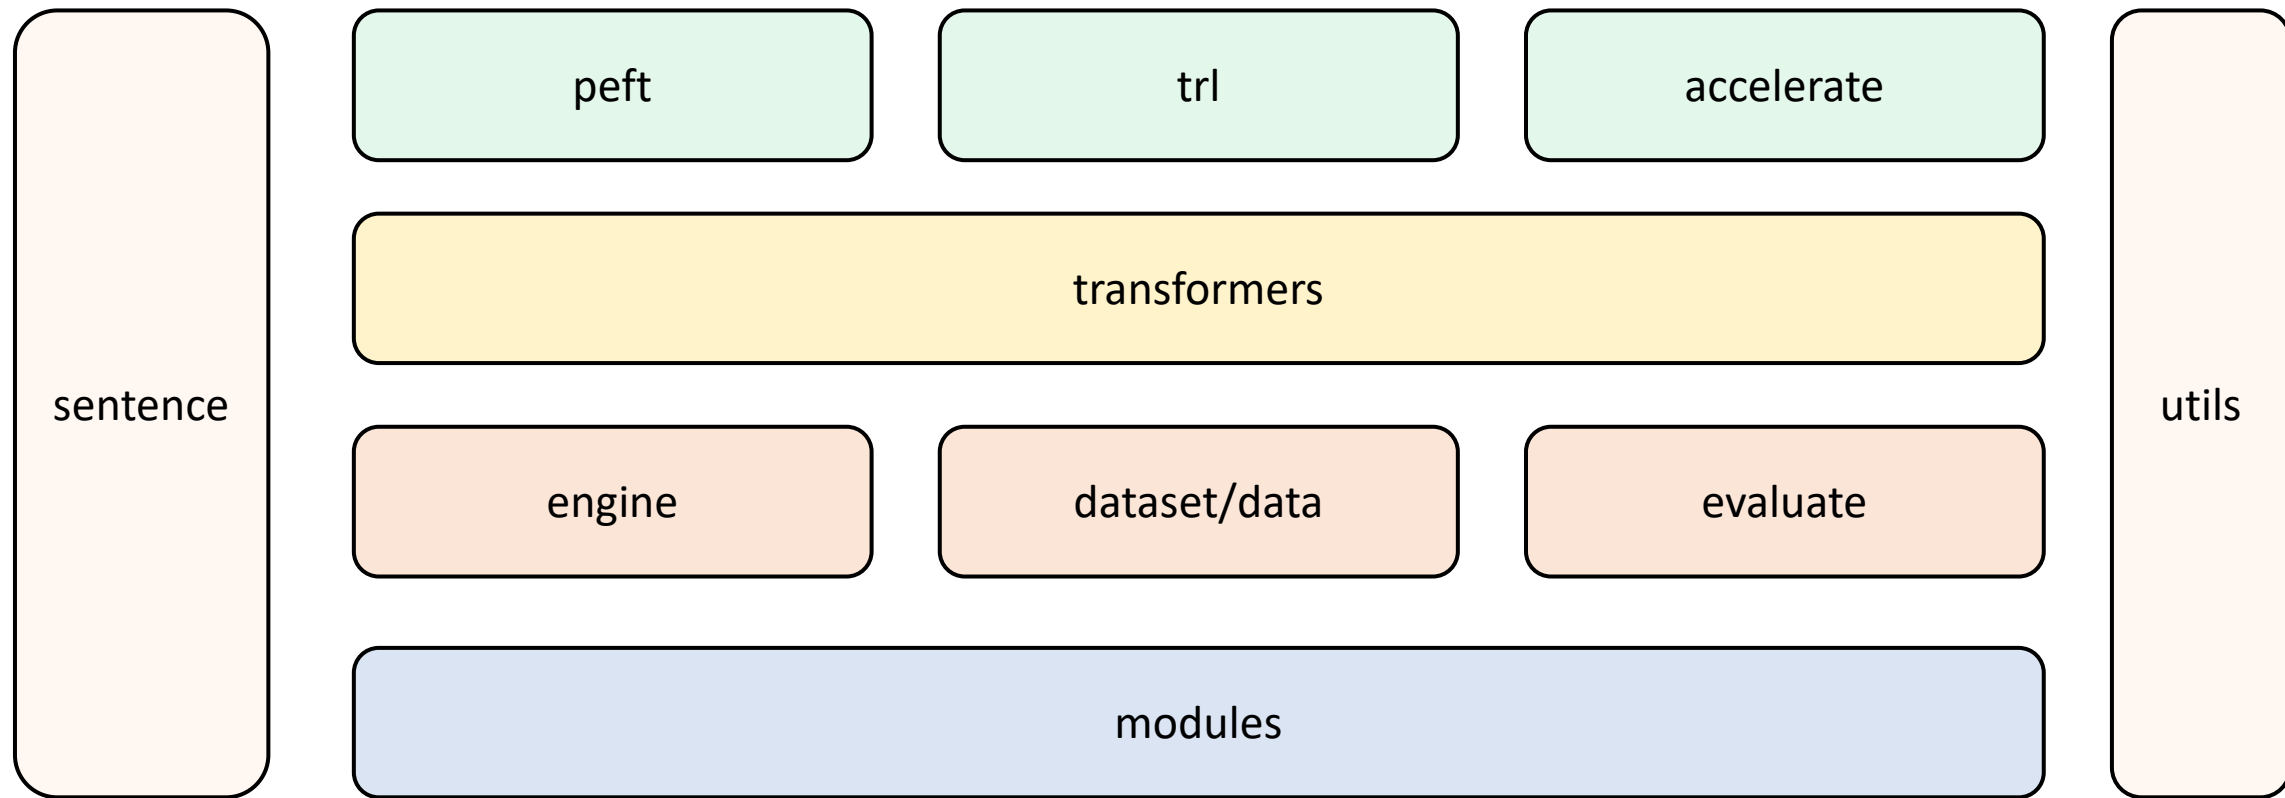 sentence
peft
trl
accelerate
transformers
engine
dataset/data
evaluate
modules
utils